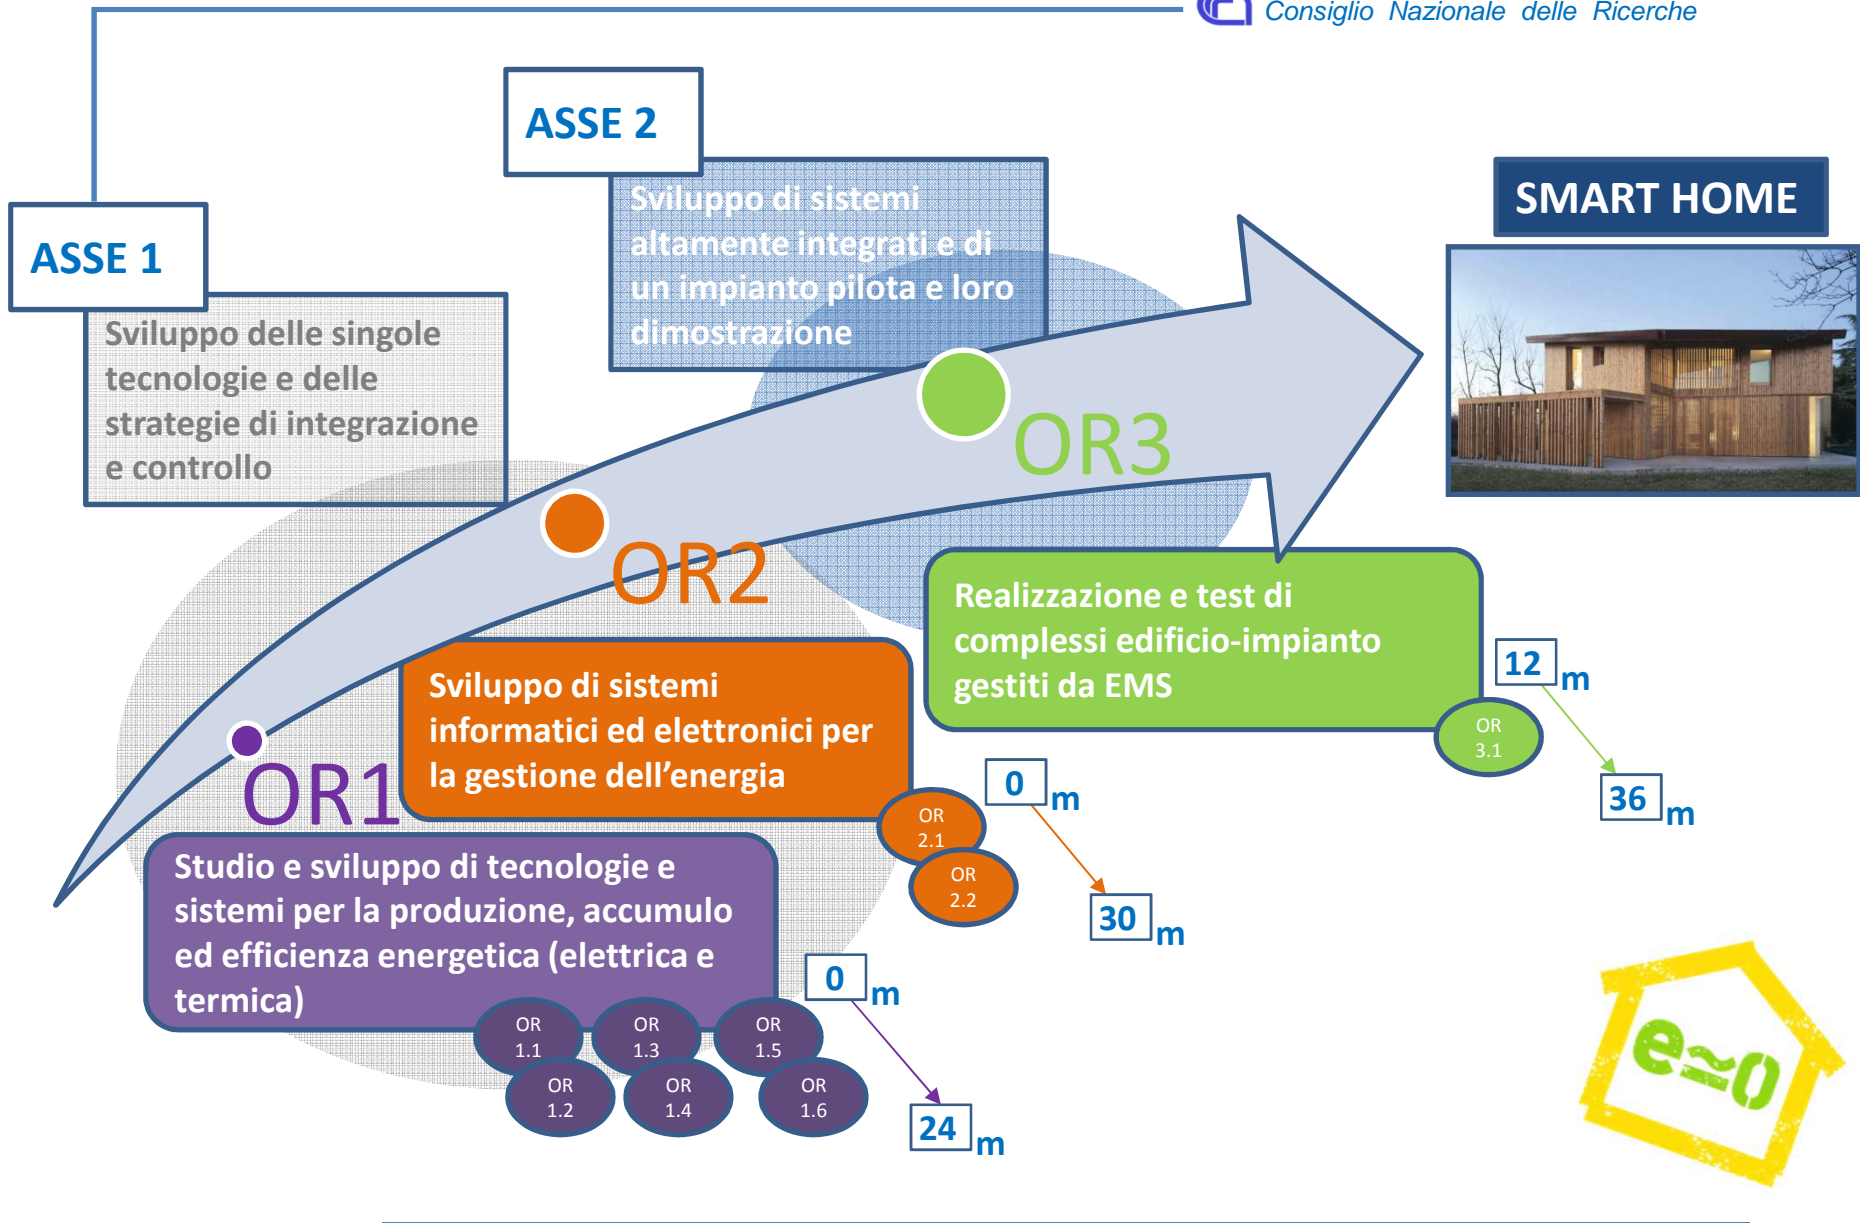 Consiglio Nazionale delle Ricerche
ASSE 1
Sviluppo delle singole
tecnologie e delle
strategie di integrazione
e controllo
ASSE 2
Sviluppo di sistemi
altamente integrati e di
un impianto pilota e loro
dimostrazione
SMART HOME
OR3
OR2
OR1
Realizzazione e test di
complessi edificio-impianto
gestiti da EMS
OR
3.1
12 m
36 m
Sviluppo di sistemi
informatici ed elettronici per
la gestione dell'energia
OR
2.1
OR
2.2
0 m
30 m
Studio e sviluppo di tecnologie e
sistemi per la produzione, accumulo
ed efficienza energetica (elettrica e
termica)
OR
1.1
OR
1.2
OR
1.3
OR
1.4
OR
1.5
OR
1.6
0 m
24 m
e≃0